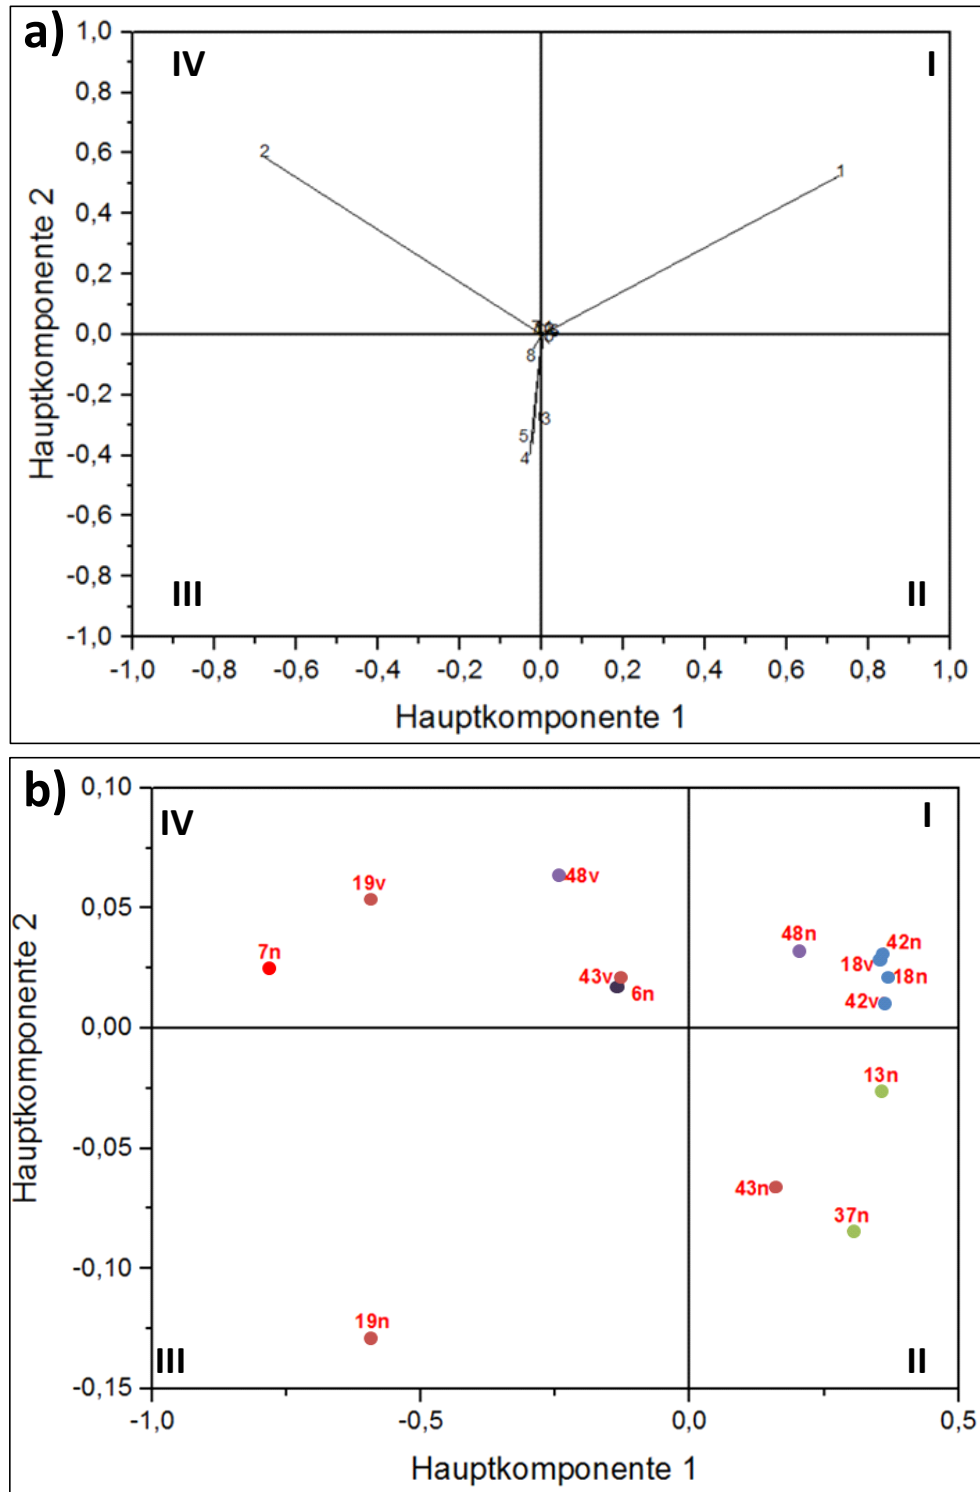 a)
IV
I
1,0
0,8
0,6
0,4
0,2
0,0
-0,2
-0,4
-0,6
-0,8
-1,0
Hauptkomponente 2
2
1
8
3
5
4
III
II
-1,0 -0,8 -0,6 -0,4 -0,2 0,0 0,2 0,4 0,6 0,8 1,0
Hauptkomponente 1
b)
IV
I
0,10
0,05
0,00
-0,05
-0,10
-0,15
Hauptkomponente 2
19v
48v
7n
43v
6n
48n
42n
18v
18n
42v
13n
43n
37n
19n
III
II
-1,0 -0,5 0,0 0,5
Hauptkomponente 1